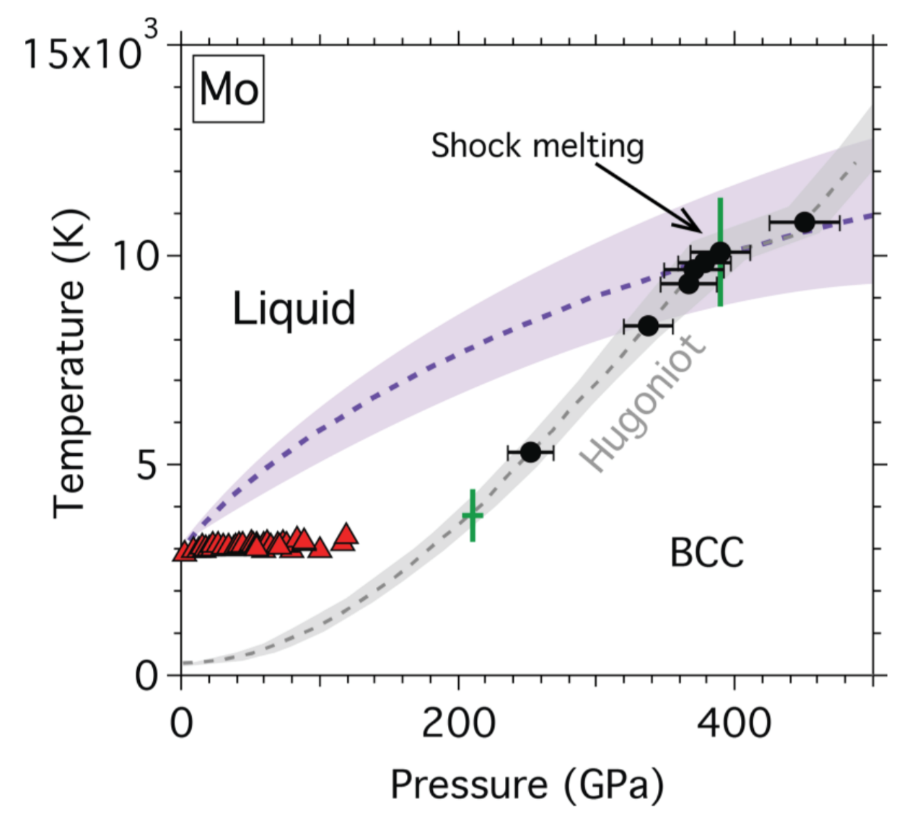 15x10³
Mo
Shock melting
10
Liquid
Hugoniot
5
BCC
0
0
200
400
Temperature (K)
Pressure (GPa)